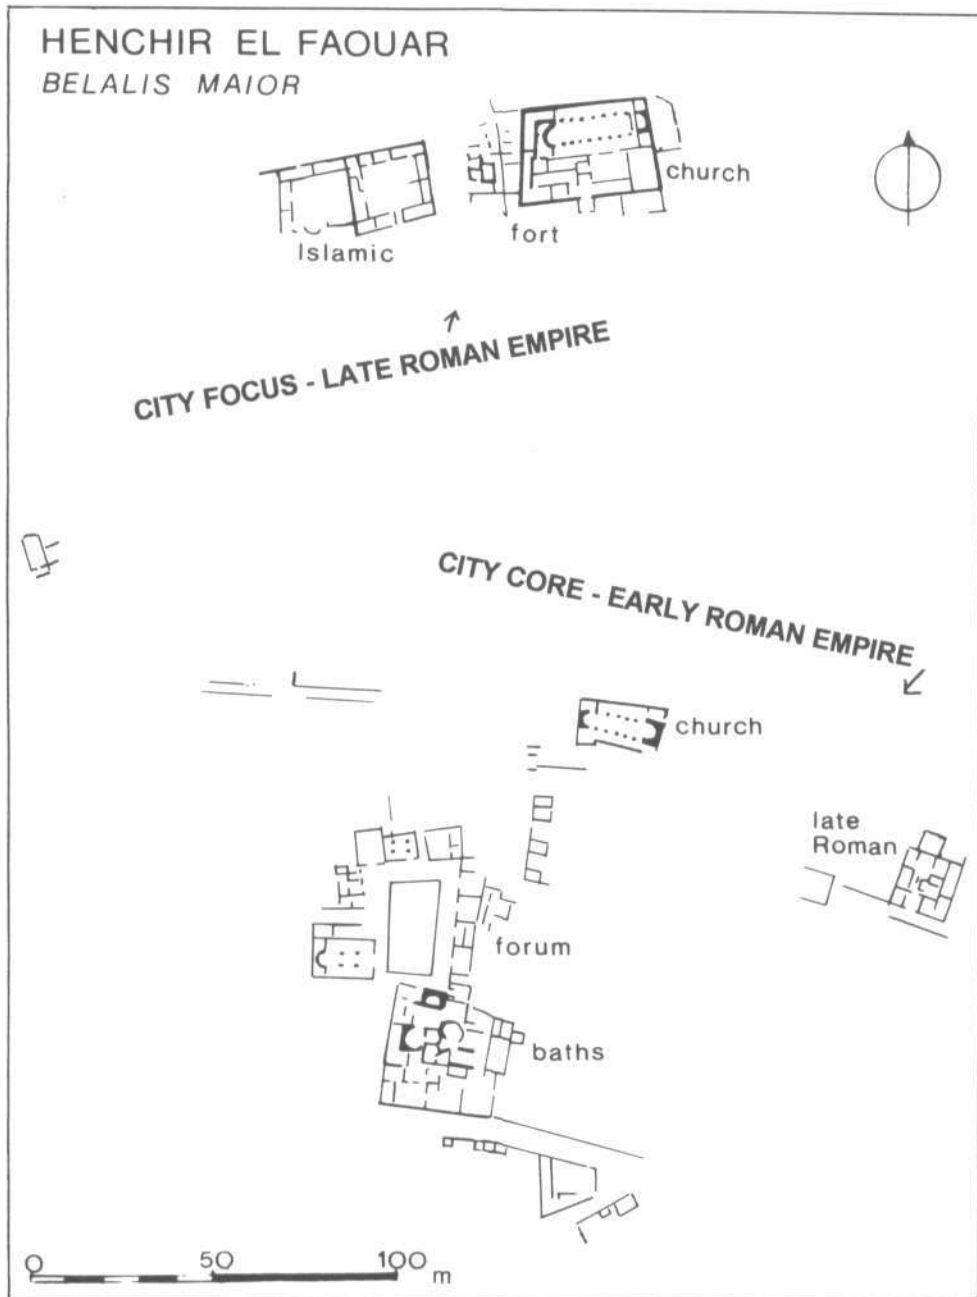 HENCHIR EL FAOUAR
BELALIS MAIOR
church
fort
Islamic
CITY FOCUS - LATE ROMAN EMPIRE
CITY CORE - EARLY ROMAN EMPIRE
church
late
Roman
forum
baths
0 50 100 m